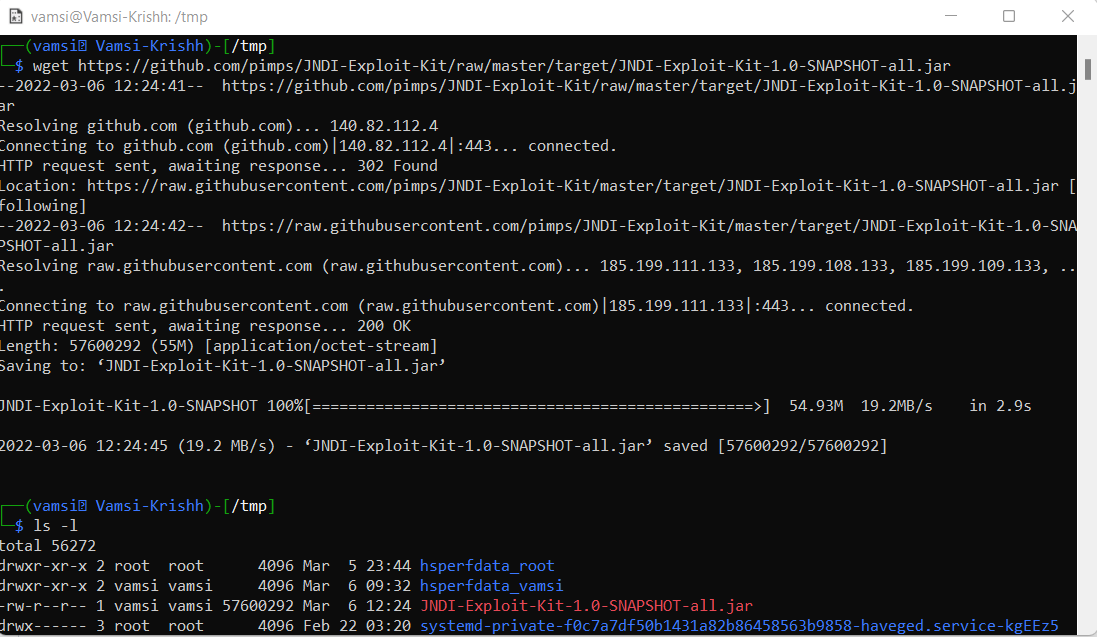 vamsi@Vamsi-Krishh: /tmp
(vamsi Vamsi-Krishh)-[/tmp]
$ wget https://github.com/pimps/JNDI-Exploit-Kit/raw/master/target/JNDI-Exploit-Kit-1.0-SNAPSHOT-all.jar
--2022-03-06 12:24:41--  https://github.com/pimps/JNDI-Exploit-Kit/raw/master/target/JNDI-Exploit-Kit-1.0-SNAPSHOT-all.j
ar
Resolving github.com (github.com)... 140.82.112.4
Connecting to github.com (github.com)|140.82.112.4|:443... connected.
HTTP request sent, awaiting response... 302 Found
Location: https://raw.githubusercontent.com/pimps/JNDI-Exploit-Kit/master/target/JNDI-Exploit-Kit-1.0-SNAPSHOT-all.jar [
following]
--2022-03-06 12:24:42--  https://raw.githubusercontent.com/pimps/JNDI-Exploit-Kit/master/target/JNDI-Exploit-Kit-1.0-SNA
PSHOT-all.jar
Resolving raw.githubusercontent.com (raw.githubusercontent.com)... 185.199.111.133, 185.199.108.133, 185.199.109.133, ..
.
Connecting to raw.githubusercontent.com (raw.githubusercontent.com)|185.199.111.133|:443... connected.
HTTP request sent, awaiting response... 200 OK
Length: 57600292 (55M) [application/octet-stream]
Saving to: ‘JNDI-Exploit-Kit-1.0-SNAPSHOT-all.jar’
JNDI-Exploit-Kit-1.0-SNAPSHOT 100%[=================================================>]  54.93M  19.2MB/s    in 2.9s
2022-03-06 12:24:45 (19.2 MB/s) - ‘JNDI-Exploit-Kit-1.0-SNAPSHOT-all.jar’ saved [57600292/57600292]
(vamsi Vamsi-Krishh)-[/tmp]
$ ls -l
total 56272
drwxr-xr-x 2 root  root      4096 Mar  5 23:44 hsperfdata_root
drwxr-xr-x 2 vamsi vamsi     4096 Mar  6 09:32 hsperfdata_vamsi
-rw-r--r-- 1 vamsi vamsi 57600292 Mar  6 12:24 JNDI-Exploit-Kit-1.0-SNAPSHOT-all.jar
drwx------ 3 root  root      4096 Feb 22 03:20 systemd-private-f0c7a7df50b1431a82b86458563b9858-haveged.service-kgEEz5